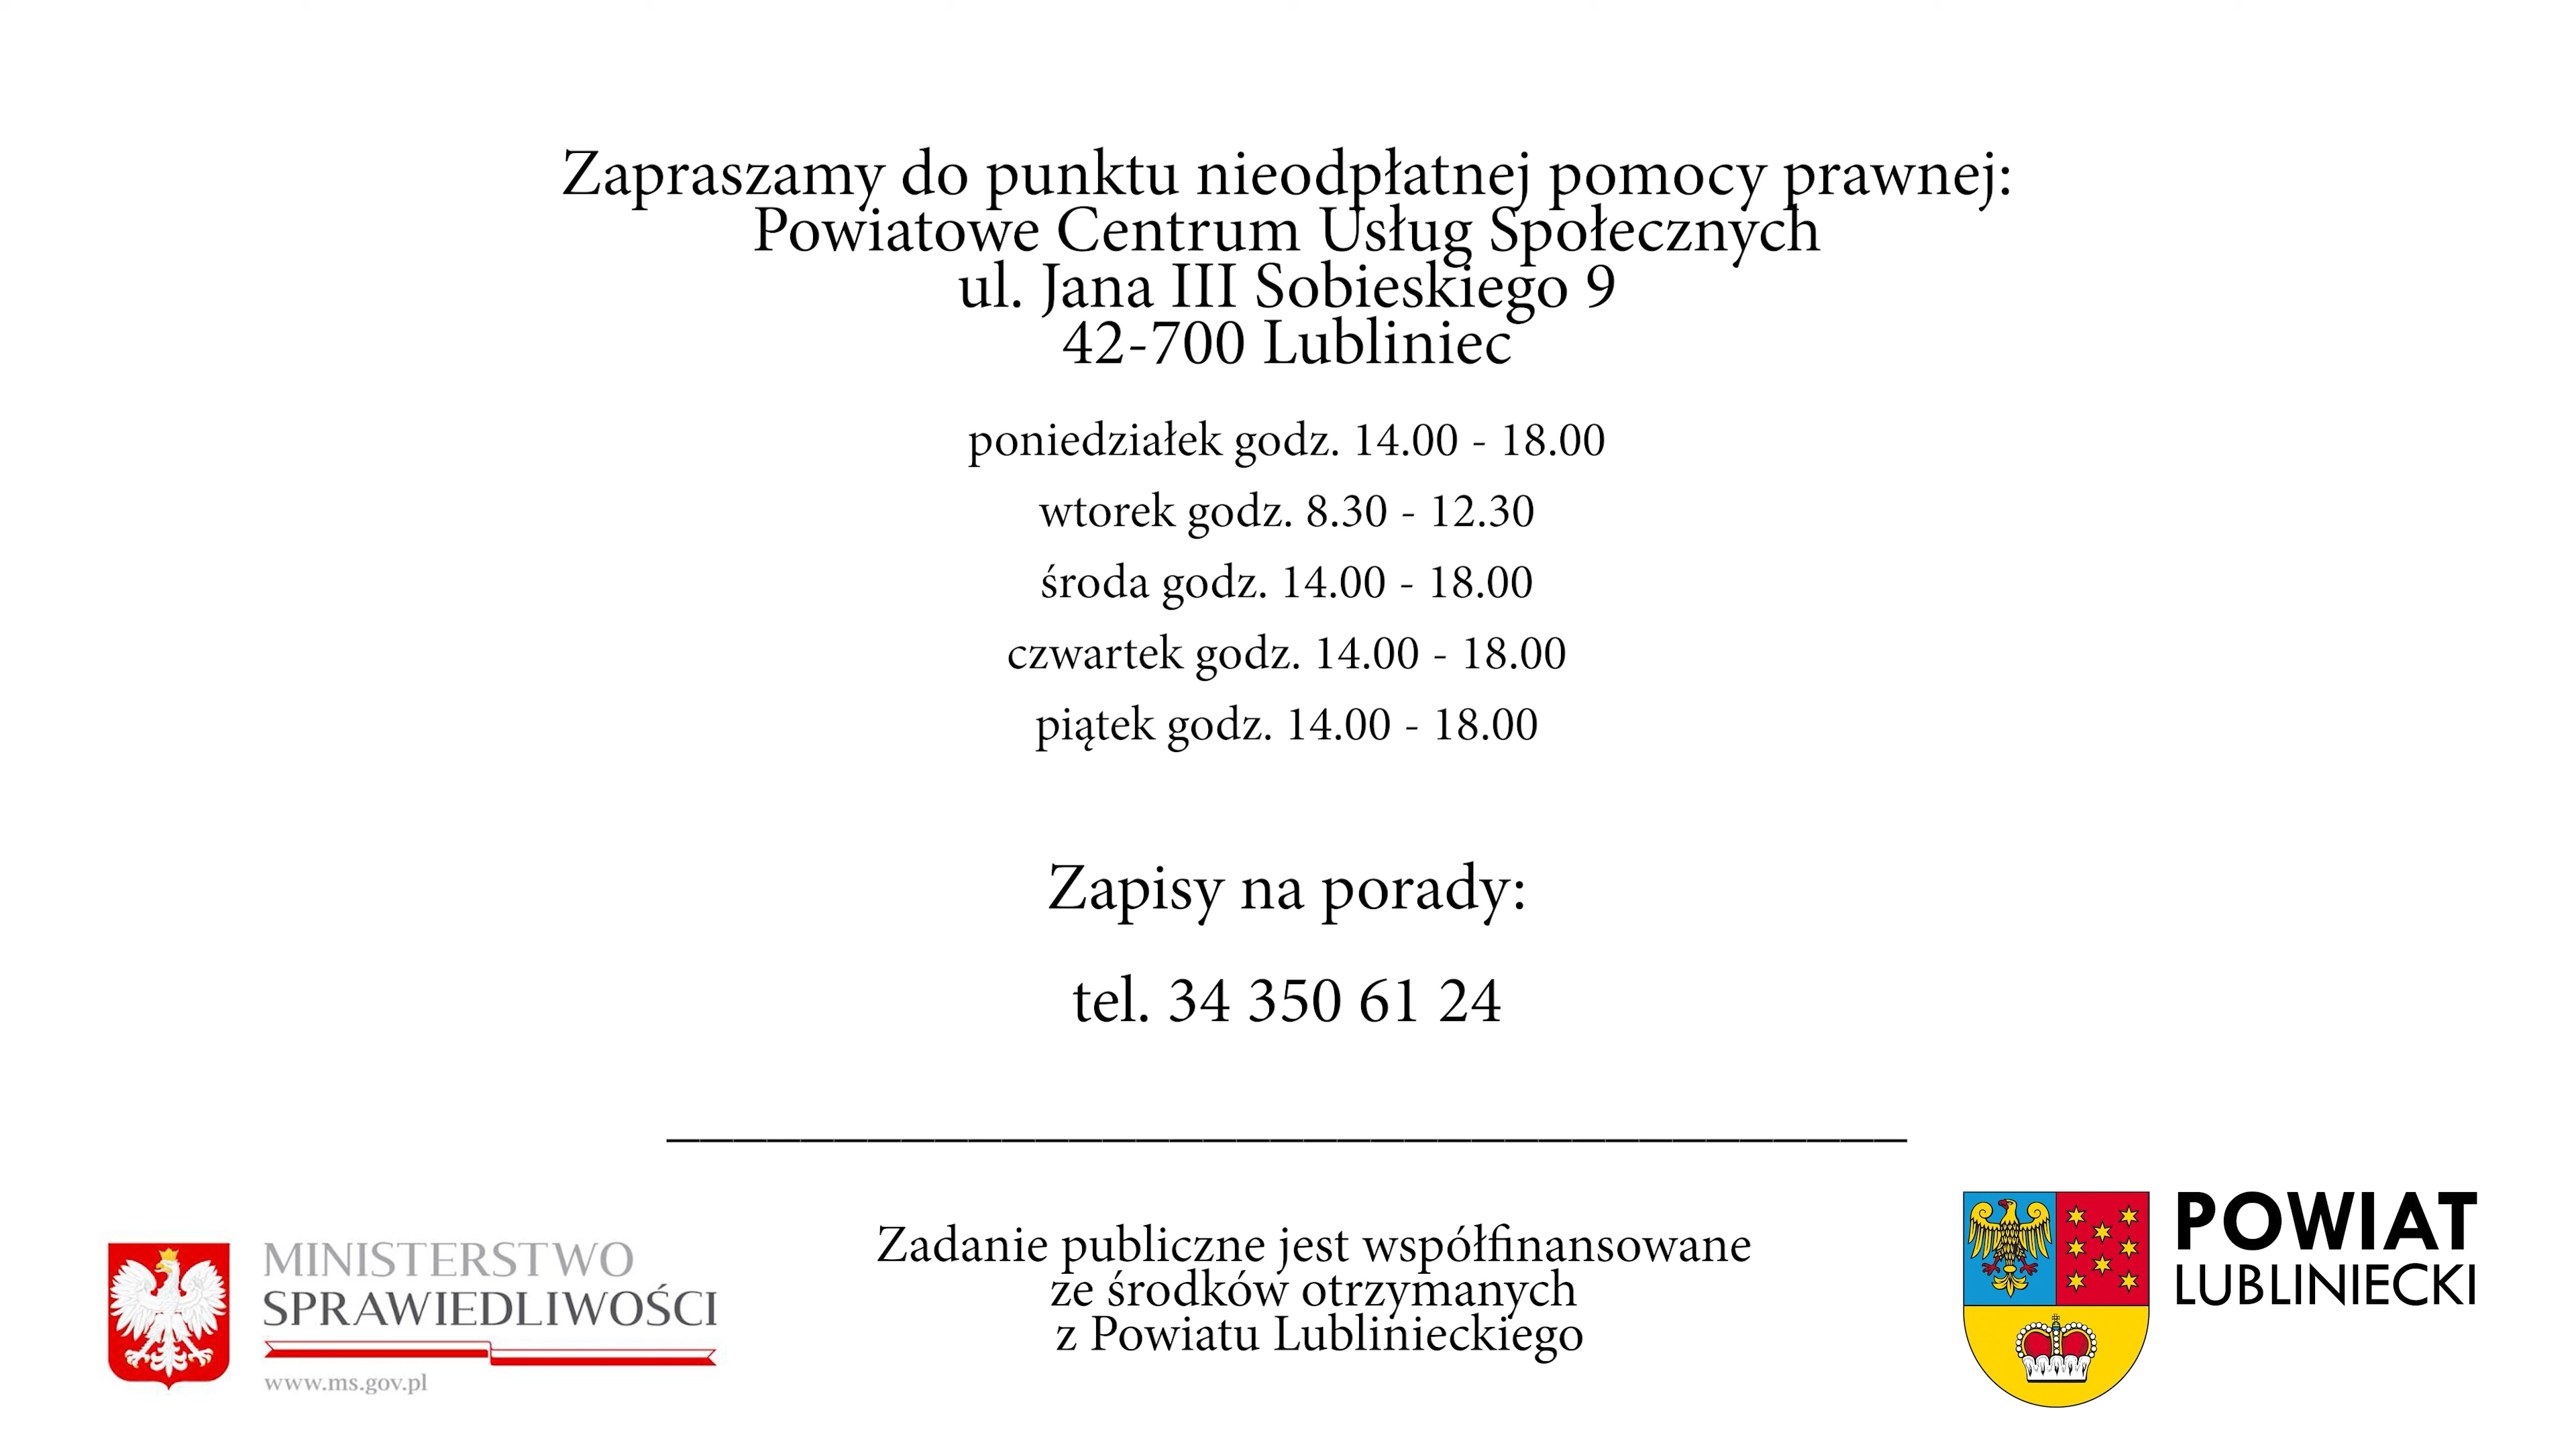 Zapraszamy do punktu nieodpłatnej pomocy prawnej:
Powiatowe Centrum Usług Społecznych
ul. Jana III Sobieskiego 9
42-700 Lubliniec
poniedziałek godz. 14.00 - 18.00
wtorek godz. 8.30 - 12.30
środa godz. 14.00 - 18.00
czwartek godz. 14.00 - 18.00
piątek godz. 14.00 - 18.00
Zapisy na porady:
tel. 34 350 61 24
MINISTERSTWO
SPRAWIEDLIWOŚCI
www.ms.gov.pl
Zadanie publiczne jest współfinansowane
ze środków otrzymanych
z Powiatu Lublinieckiego
POWIAT
LUBLINIECKI